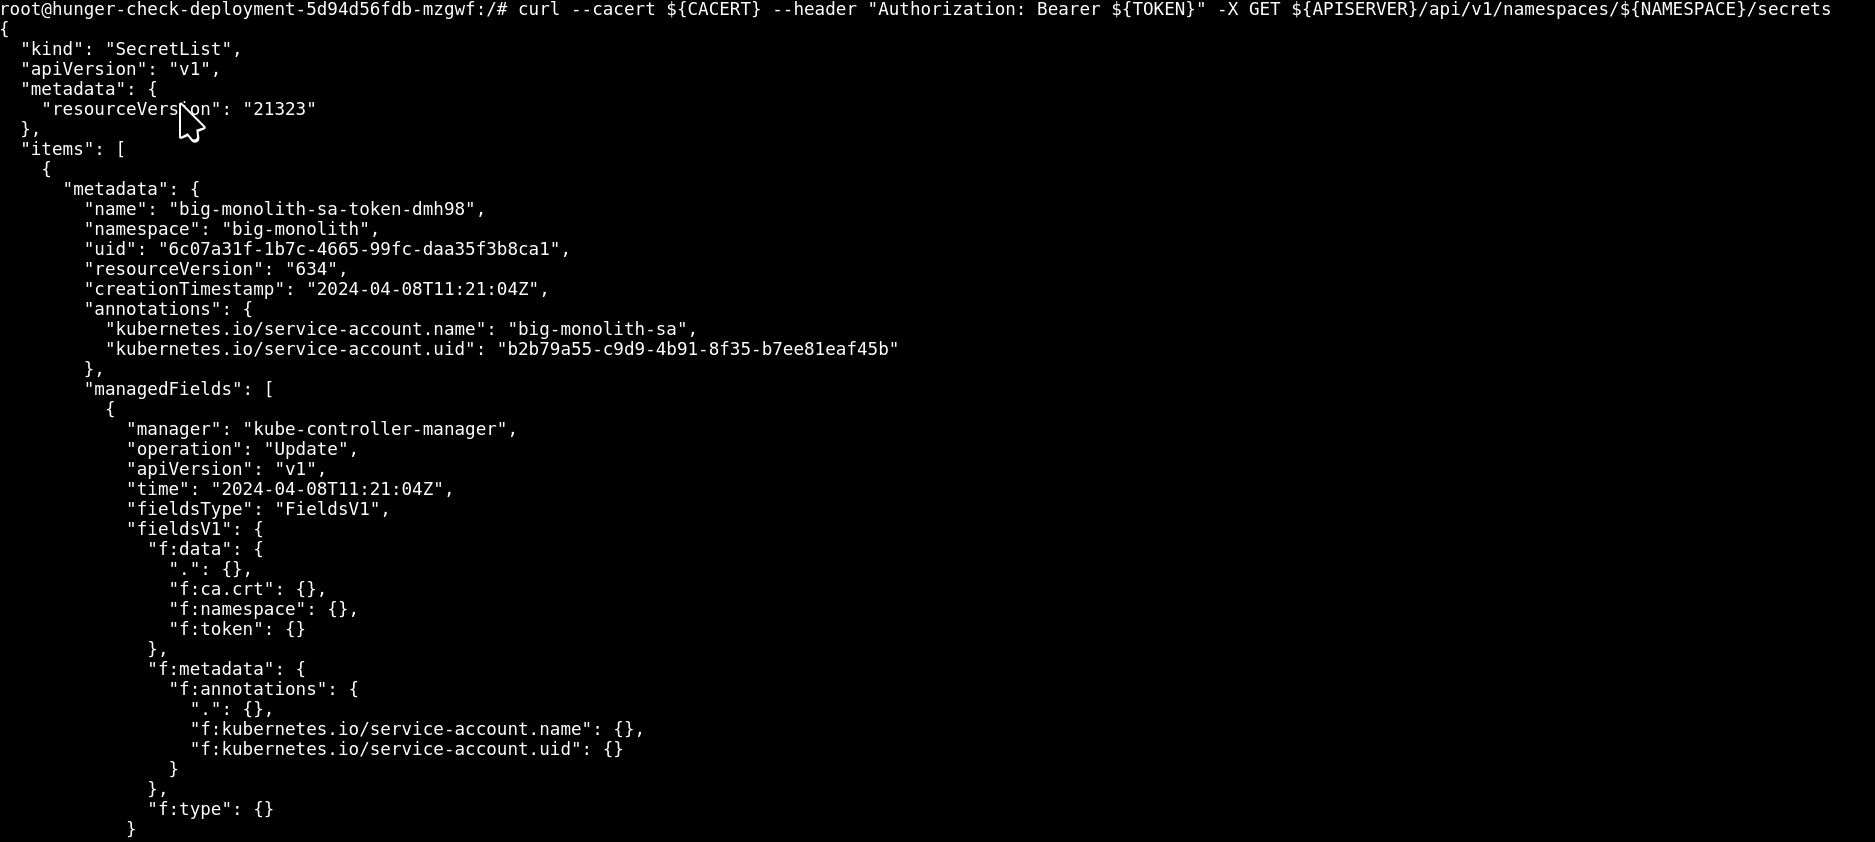 root@hunger-check-deployment-5d94d56fdb-mzgwf:/# curl --cacert ${CACERT} --header "Authorization: Bearer ${TOKEN}" -X GET ${APISERVER}/api/v1/namespaces/${NAMESPACE}/secrets
{
  "kind": "SecretList",
  "apiVersion": "v1",
  "metadata": {
    "resourceVersion": "21323"
  },
  "items": [
    {
      "metadata": {
        "name": "big-monolith-sa-token-dmh98",
        "namespace": "big-monolith",
        "uid": "6c07a31f-1b7c-4665-99fc-daa35f3b8ca1",
        "resourceVersion": "634",
        "creationTimestamp": "2024-04-08T11:21:04Z",
        "annotations": {
          "kubernetes.io/service-account.name": "big-monolith-sa",
          "kubernetes.io/service-account.uid": "b2b79a55-c9d9-4b91-8f35-b7ee81eaf45b"
        },
        "managedFields": [
          {
            "manager": "kube-controller-manager",
            "operation": "Update",
            "apiVersion": "v1",
            "time": "2024-04-08T11:21:04Z",
            "fieldsType": "FieldsV1",
            "fieldsV1": {
              "f:data": {
                ".": {},
                "f:ca.crt": {},
                "f:namespace": {},
                "f:token": {}
              },
              "f:metadata": {
                "f:annotations": {
                  ".": {},
                  "f:kubernetes.io/service-account.name": {},
                  "f:kubernetes.io/service-account.uid": {}
                }
              },
              "f:type": {}
            }